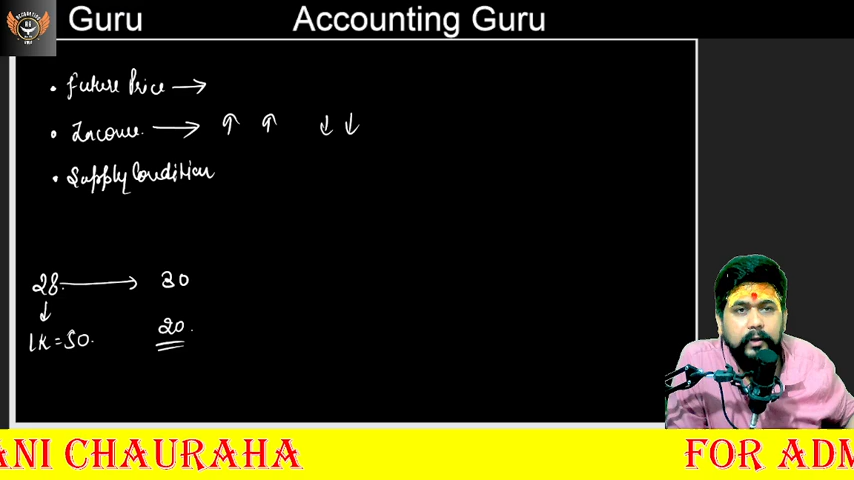 Guru
Accounting Guru
• Future Price →
• Income → ↑ ↑ ↓ ↓
• Supply Condition
28 → 30
↓
1K = 50. 20.
ANI CHAURAHA
FOR ADM